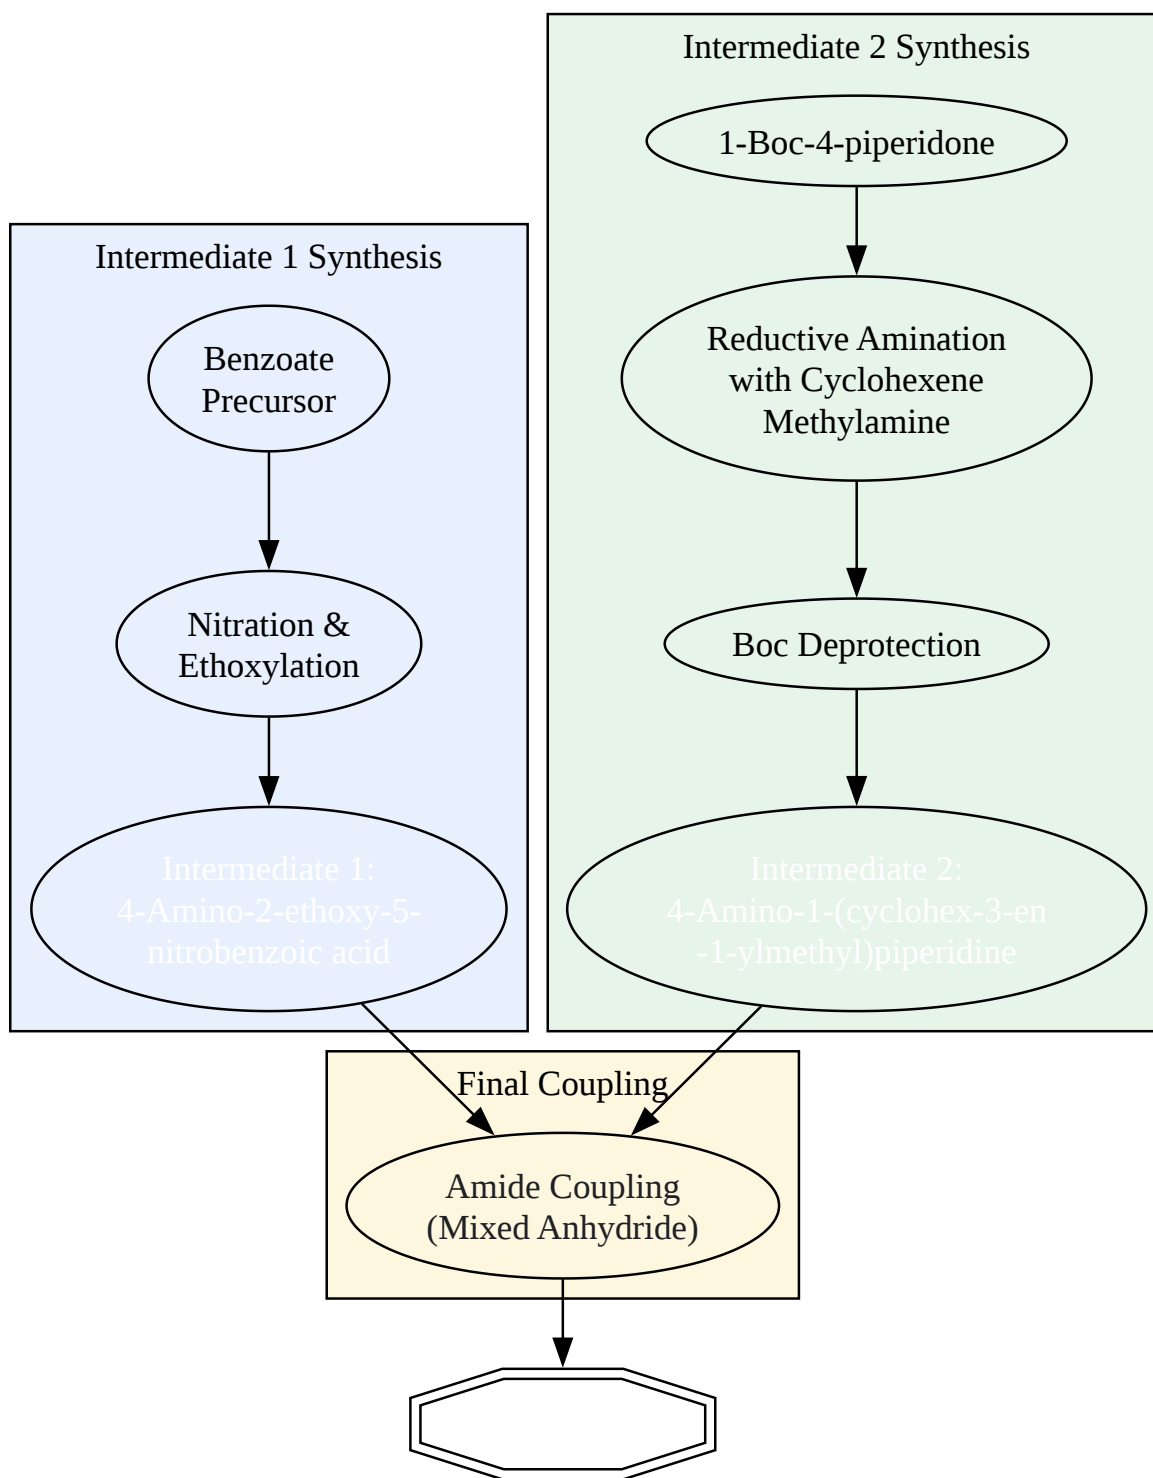 Intermediate 2 Synthesis
1-Boc-4-piperidone
Intermediate 1 Synthesis
Reductive Amination
with Cyclohexene
Methylamine
Benzoate
Precursor
Nitration &
Ethoxylation
Boc Deprotection
Intermediate 1:
4-Amino-2-ethoxy-5-
nitrobenzoic acid
Intermediate 2:
4-Amino-1-(cyclohex-3-en
-1-ylmethyl)piperidine
Final Coupling
Amide Coupling
(Mixed Anhydride)